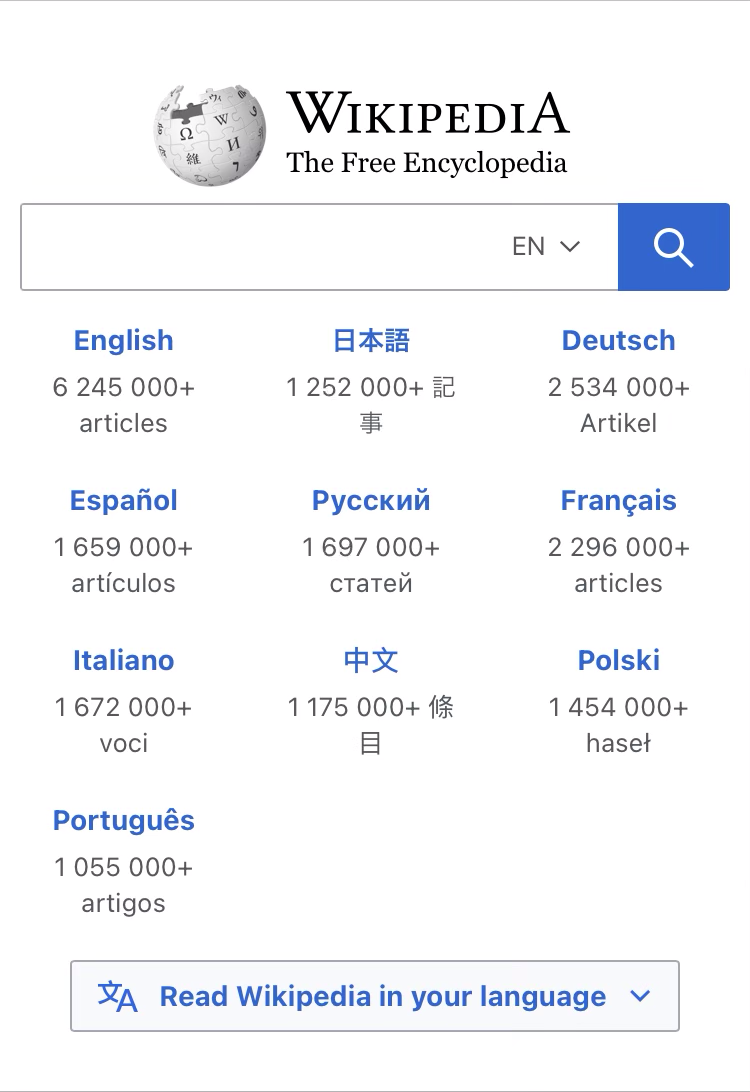 WIKIPEDIA
The Free Encyclopedia
EN
English
6 245 000+
articles
日本語
1 252 000+ 記
事
Deutsch
2 534 000+
Artikel
Español
1 659 000+
artículos
Русский
1 697 000+
статей
Français
2 296 000+
articles
Italiano
1 672 000+
voci
中文
1 175 000+ 條
目
Polski
1 454 000+
haseł
Português
1 055 000+
artigos
Read Wikipedia in your language